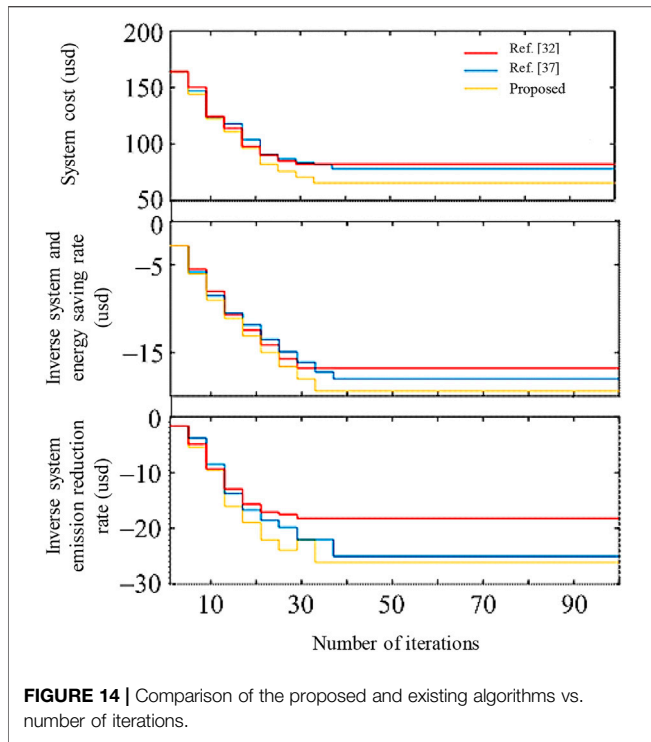 200
150
100
50
System cost (usd)
Ref. [32]
Ref. [37]
Proposed
0
−5
−15
Inverse system and
energy saving rate
(usd)
0
−10
−20
−30
Inverse system
emission reduction
rate (usd)
10
30
50
70
90
Number of iterations
FIGURE 14 | Comparison of the proposed and existing algorithms vs.
number of iterations.